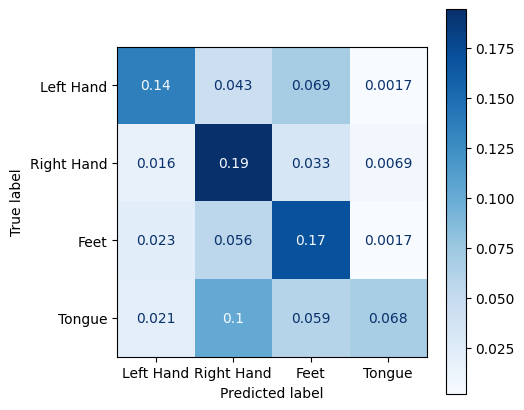 0.175
Left Hand 0.14 0.043 0.069 0.0017
0.150
Right Hand 0.016 0.19 0.033 0.0069
0.125
True label
0.100
Feet 0.023 0.056 0.17 0.0017
0.075
0.050
Tongue 0.021 0.1 0.059 0.068
0.025
Left Hand Right Hand Feet Tongue
Predicted label